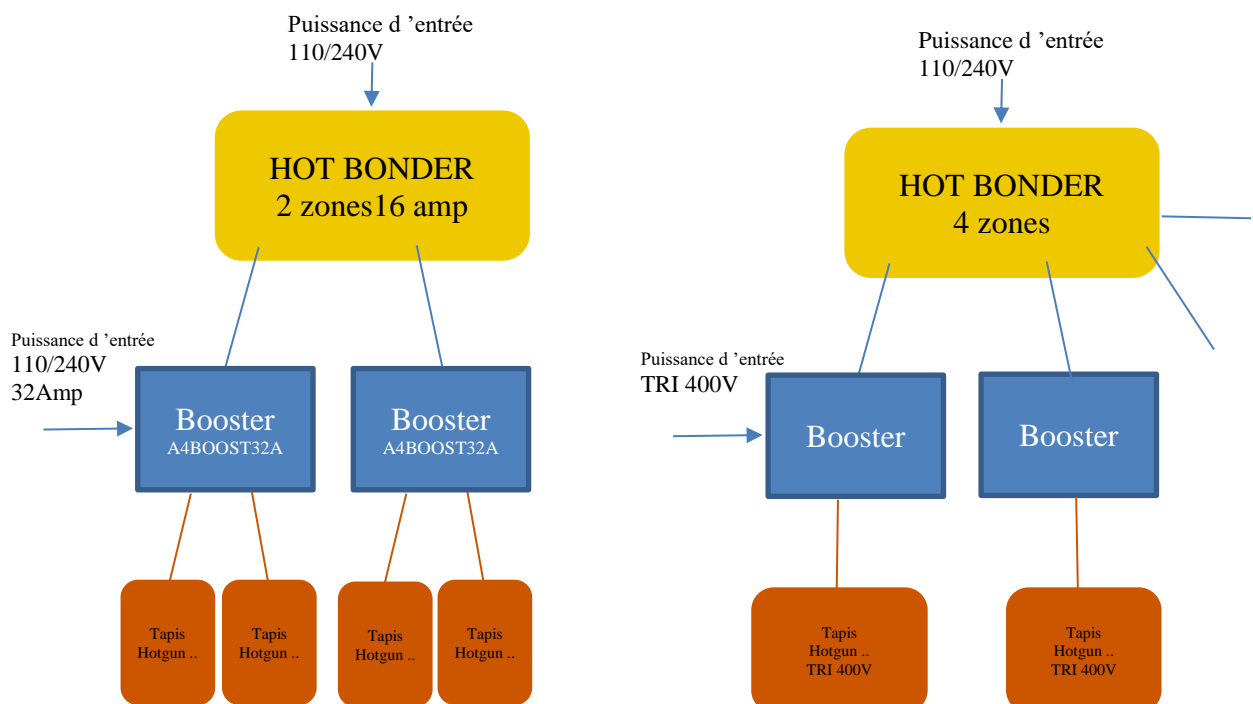 Puissance d ’entrée
110/240V
HOT BONDER
2 zones16 amp
Puissance d ’entrée
110/240V
32Amp
Booster
A4BOOST32A
Booster
A4BOOST32A
Tapis
Hotgun ..
Tapis
Hotgun ..
Tapis
Hotgun ..
Tapis
Hotgun ..
Puissance d ’entrée
110/240V
HOT BONDER
4 zones
Puissance d ’entrée
TRI 400V
Booster
Booster
Tapis
Hotgun ..
TRI 400V
Tapis
Hotgun ..
TRI 400V